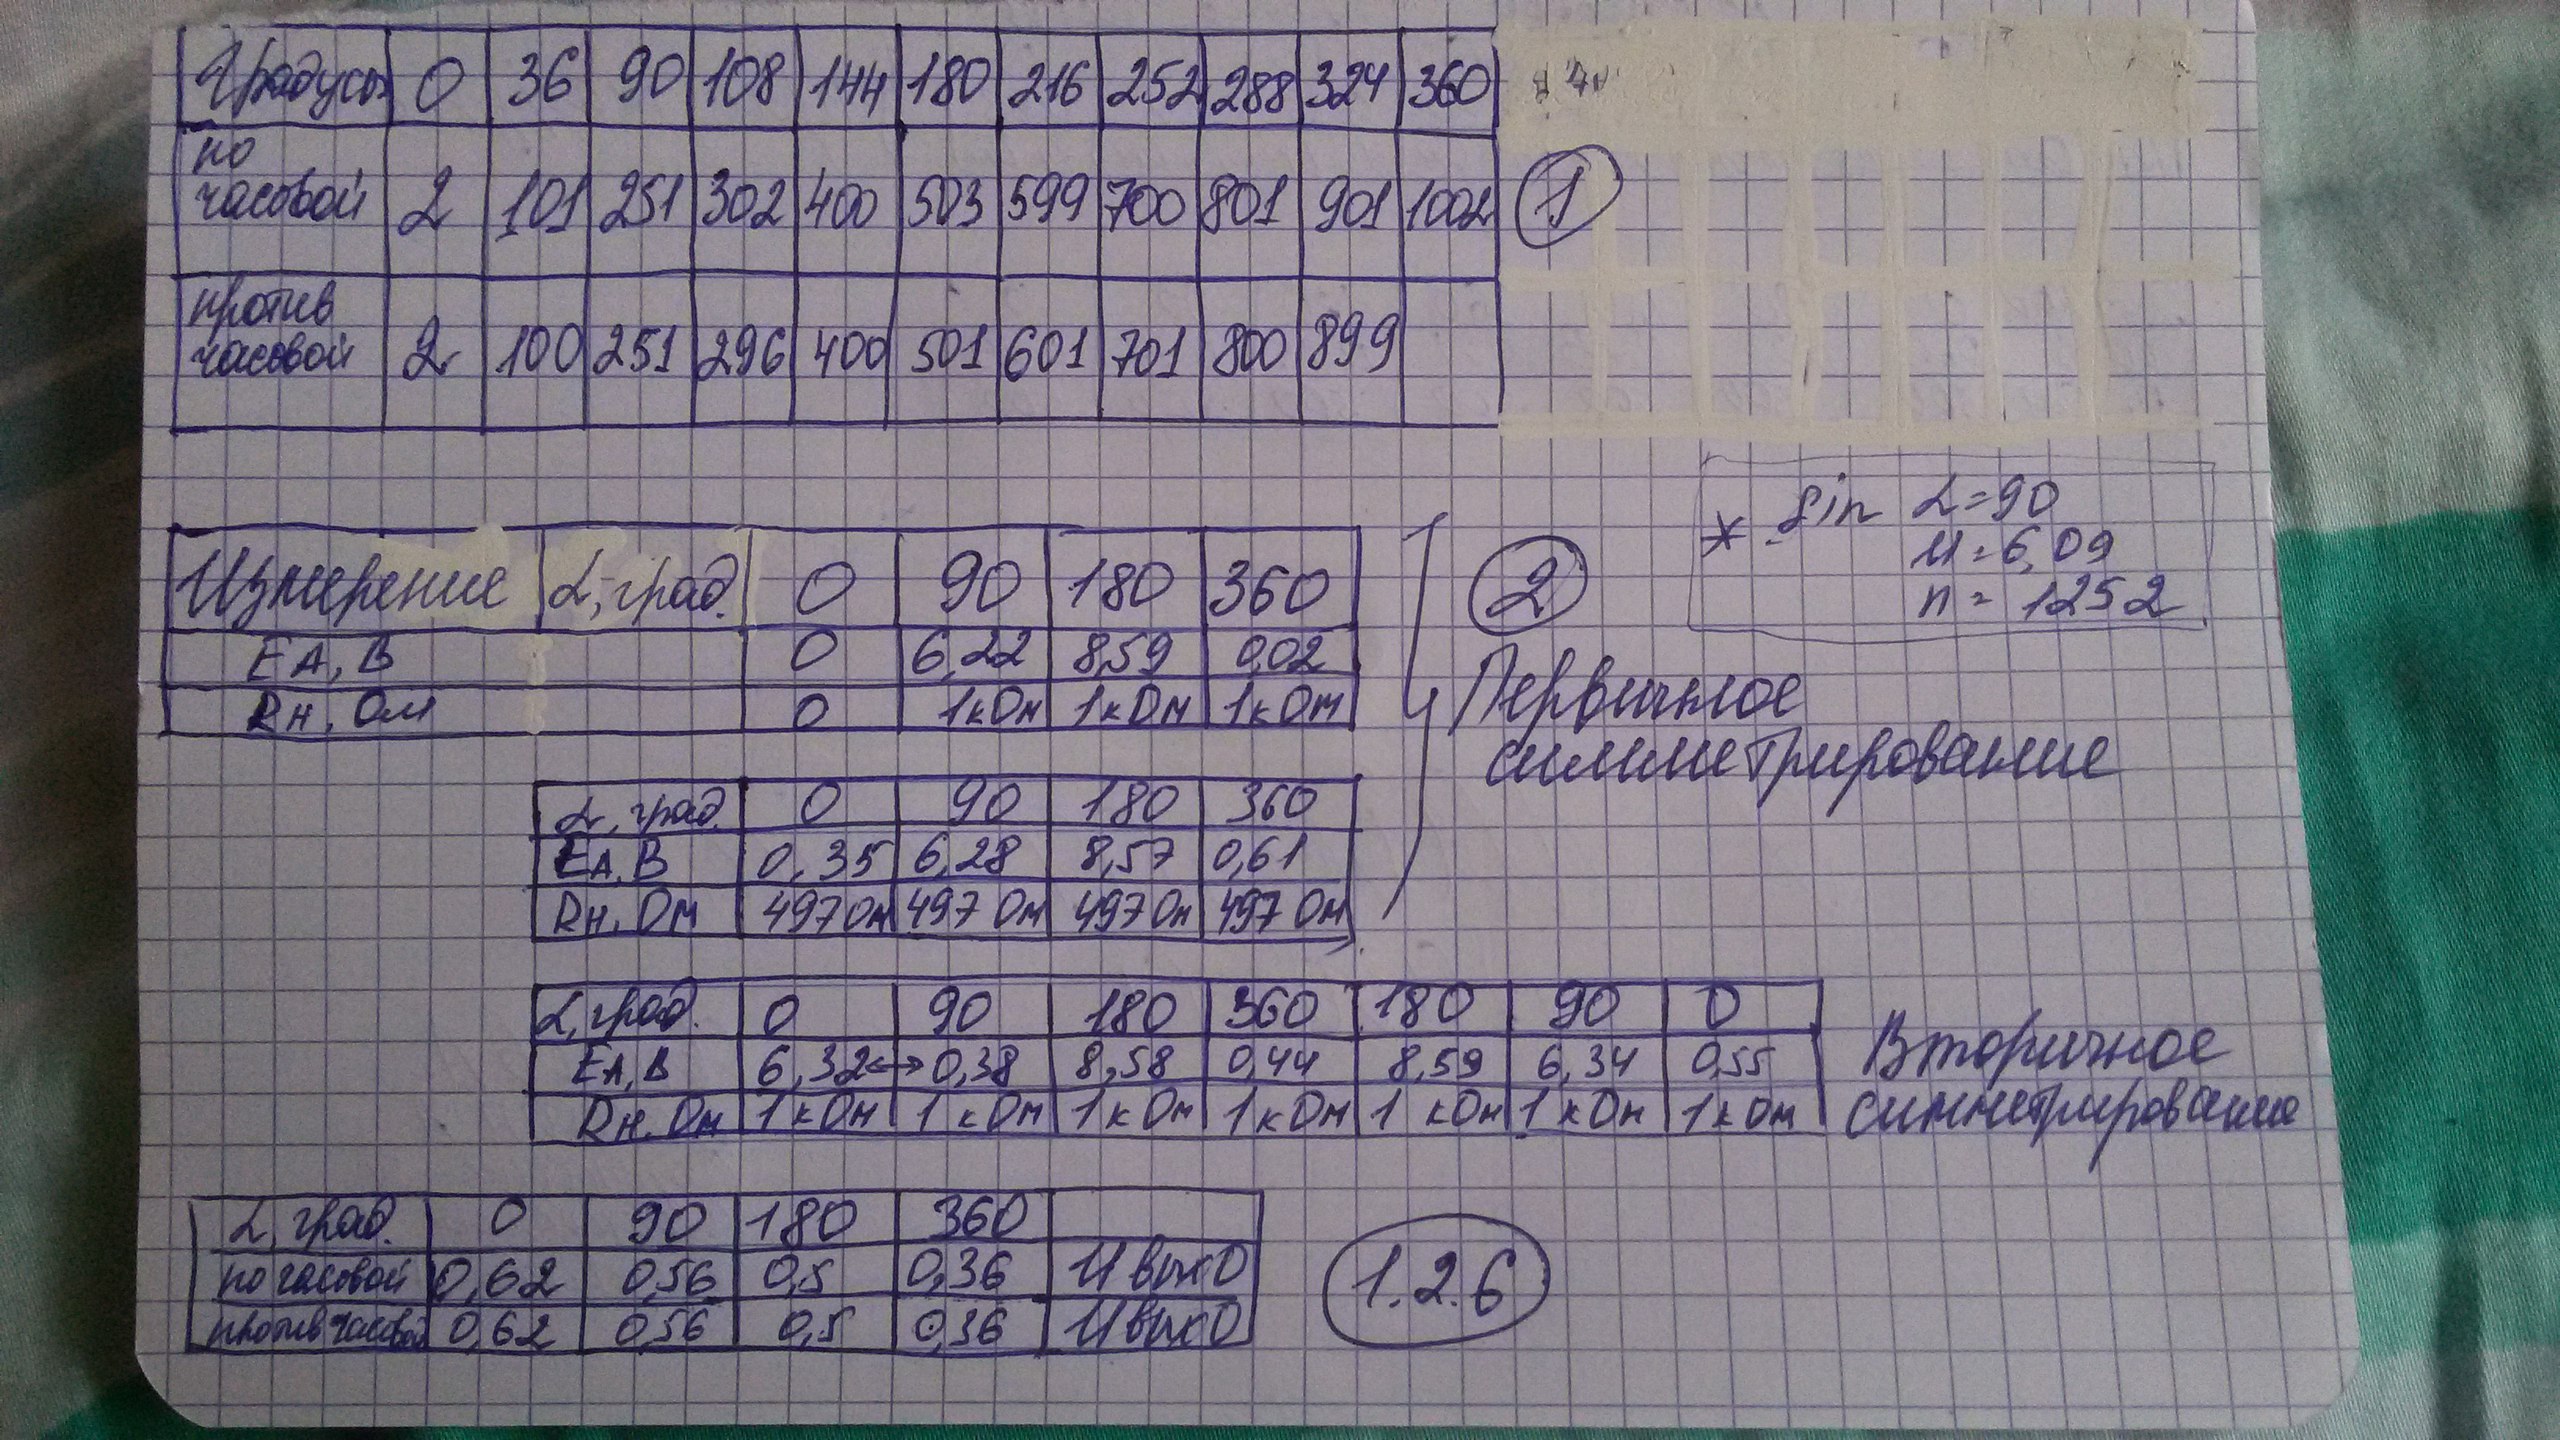 Градусы 0 36 90 108 144 180 216 252 288 324 360
по часовой 2 101 251 302 400 503 599 700 801 901 1002 1
против часовой 2 100 251 296 400 501 601 701 800 899
* sin L=90
U=6,09
n= 1252
Измерение L, град. 0 90 180 360 2
EA, В 0 6,22 8,59 0,02
Rн, Ом 0 1кОм 1кОм 1кОм
Первичное
симметрирование
L, град. 0 90 180 360
EA, В 0,35 6,28 8,57 0,61
Rн, Ом 497 Ом 497 Ом 497 Ом 497 Ом
L, град. 0 90 180 360 180 90 0
EA, В 6,32 ↔ 0,38 8,58 0,44 8,59 6,34 0,55
Rн, Ом 1 кОм 1 кОм 1 кОм 1 кОм 1 кОм 1 кОм 1 кОм
Вторичное
симметрирование
L, град. 0 90 180 360
по часовой 0,62 0,56 0,5 0,36 U вых0
против часовой 0,62 0,56 0,5 0,36 U вых0
1.2.6